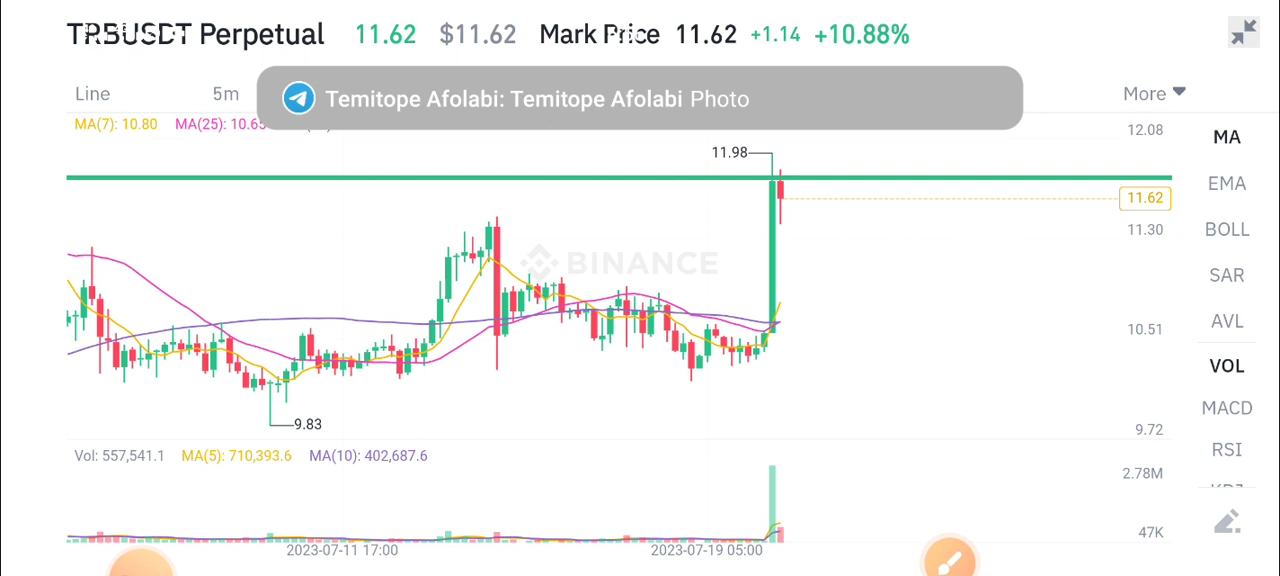 TRBUSDT Perpetual 11.62 $11.62 Mark Price 11.62 +1.14 +10.88%
Line 5m More
Temitope Afolabi: Temitope Afolabi Photo
MA(7): 10.80 MA(25): 10.65
12.08
MA
11.98
EMA
11.62
11.30
BOLL
BINANCE
SAR
AVL
10.51
VOL
MACD
9.83
9.72
Vol: 557,541.1 MA(5): 710,393.6 MA(10): 402,687.6
RSI
2.78M
KDJ
47K
2023-07-11 17:00 2023-07-19 05:00